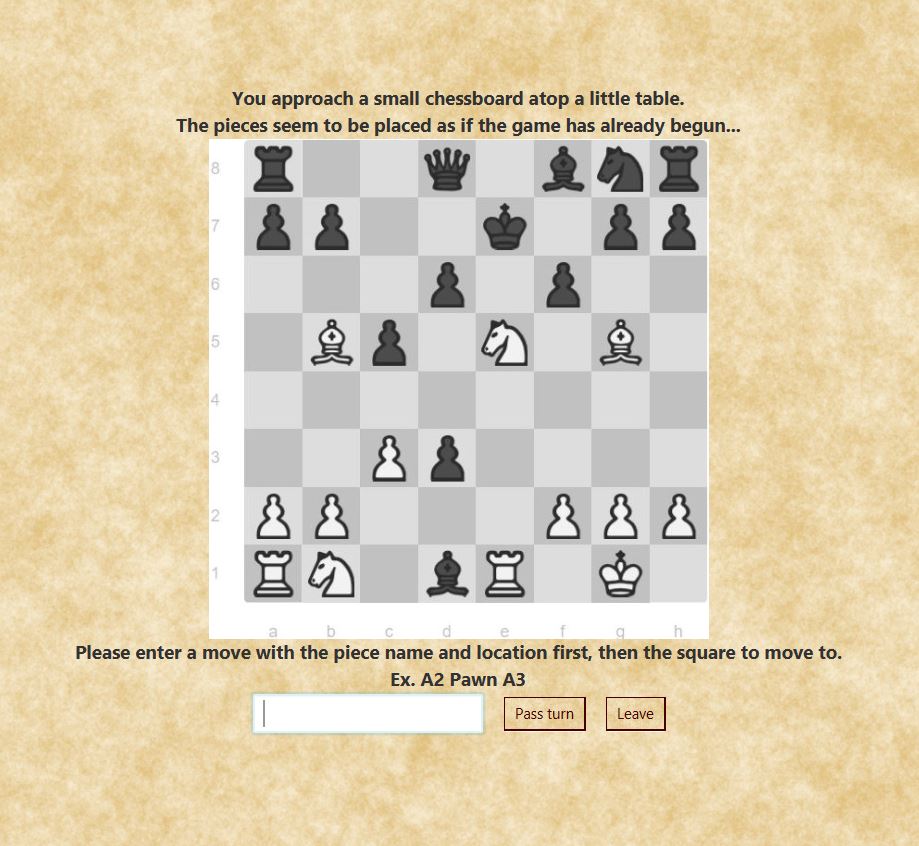 You approach a small chessboard atop a little table.
The pieces seem to be placed as if the game has already begun...
8
7
6
5
4
3
2
1
a b c d e f g h
Please enter a move with the piece name and location first, then the square to move to.
Ex. A2 Pawn A3
Pass turn Leave